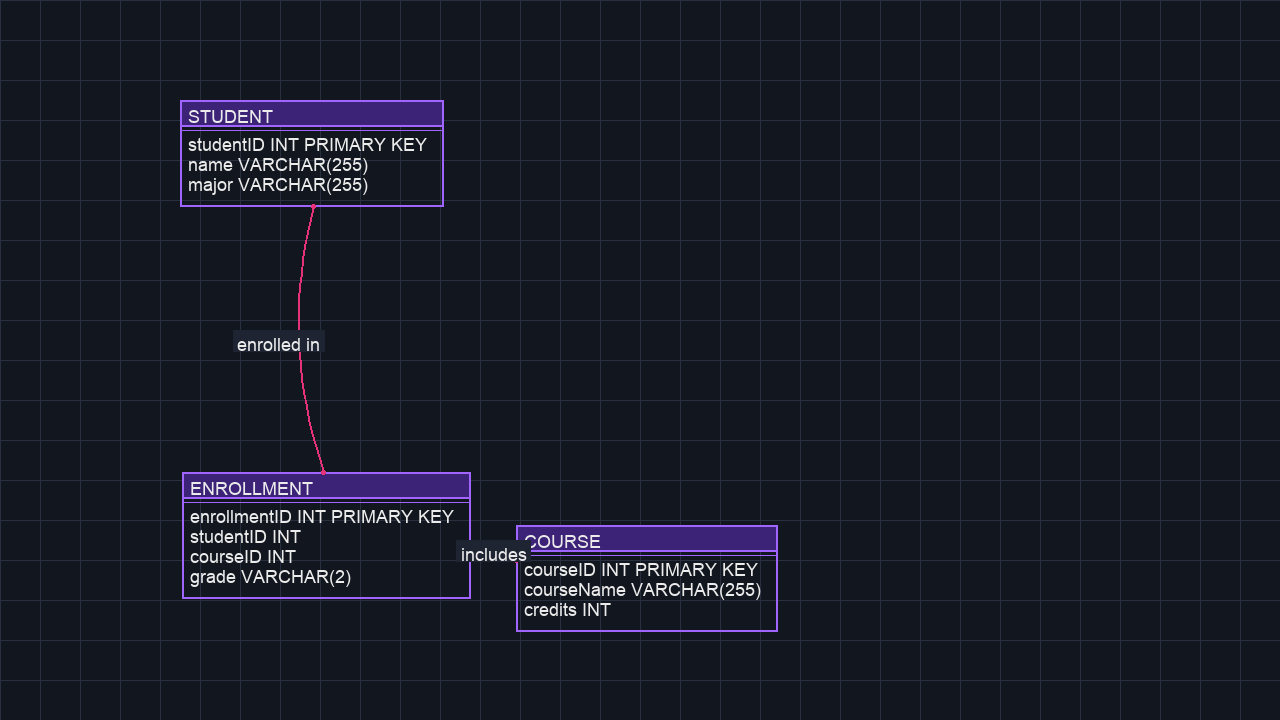 STUDENT
studentID INT PRIMARY KEY
name VARCHAR(255)
major VARCHAR(255)
enrolled in
ENROLLMENT
enrollmentID INT PRIMARY KEY
studentID INT
courseID INT
grade VARCHAR(2)
includes
COURSE
courseID INT PRIMARY KEY
courseName VARCHAR(255)
credits INT